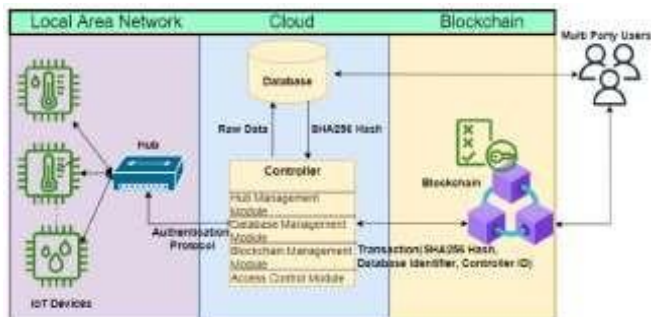 Local Area Network
Cloud
Blockchain
Multi Party Users
Database
Raw Data
SHA256 Hash
Hub
Controller
Hub Management
Module
Database Management
Module
Blockchain Management
Module
Access Control Module
Authentication
Protocol
Blockchain
Transaction(SHA256 Hash,
Database Identifier, Controller ID)
IoT Devices